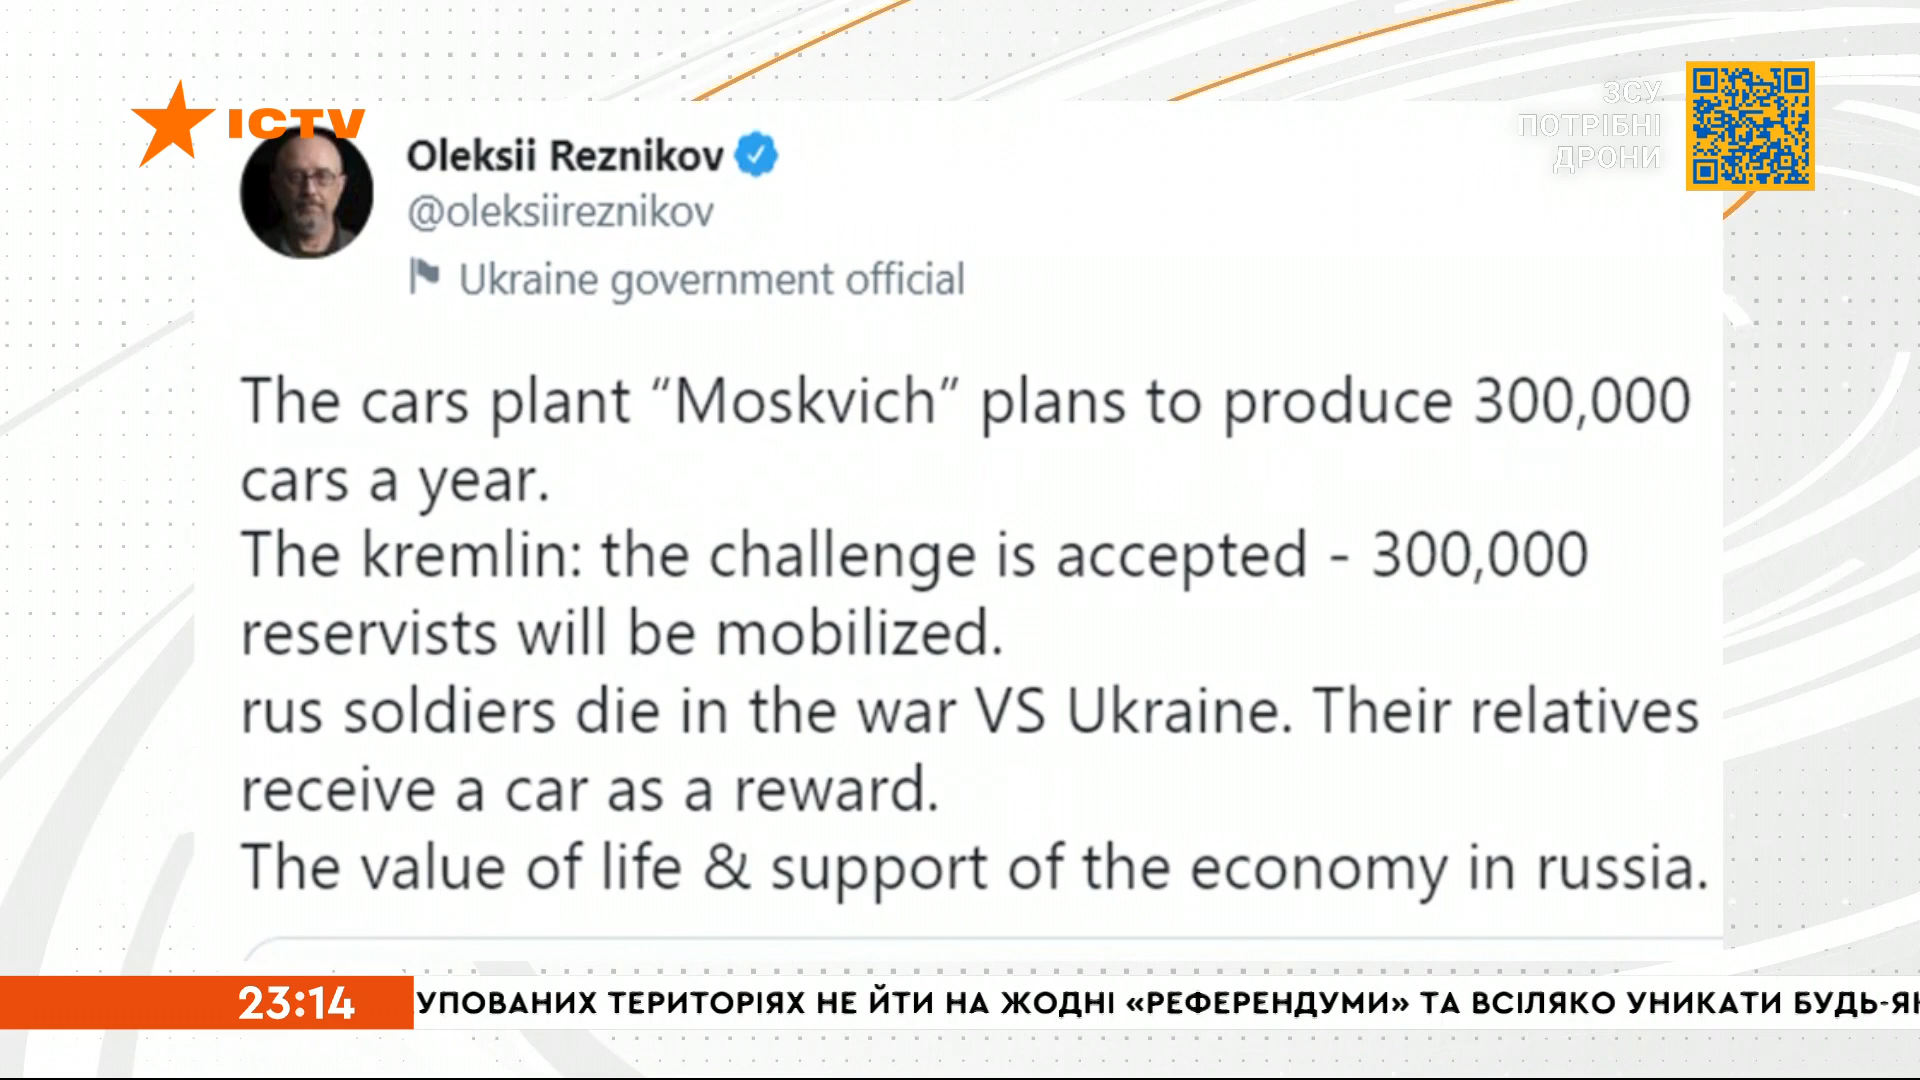 ICTV
ЗСУ
ПОТРІБНІ
ДРОНИ
Oleksii Reznikov
@oleksiireznikov
Ukraine government official
The cars plant “Moskvich” plans to produce 300,000
cars a year.
The kremlin: the challenge is accepted - 300,000
reservists will be mobilized.
rus soldiers die in the war VS Ukraine. Their relatives
receive a car as a reward.
The value of life & support of the economy in russia.
23:14
УПОВАНИХ ТЕРИТОРІЯХ НЕ ЙТИ НА ЖОДНІ «РЕФЕРЕНДУМИ» ТА ВСІЛЯКО УНИКАТИ БУДЬ-ЯК